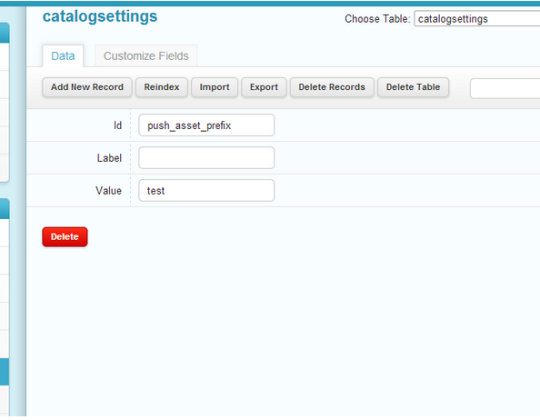 catalogsettings
Choose Table: catalogsettings
Data Customize Fields
Add New Record Reindex Import Export Delete Records Delete Table
Id push_asset_prefix
Label
Value test
Delete